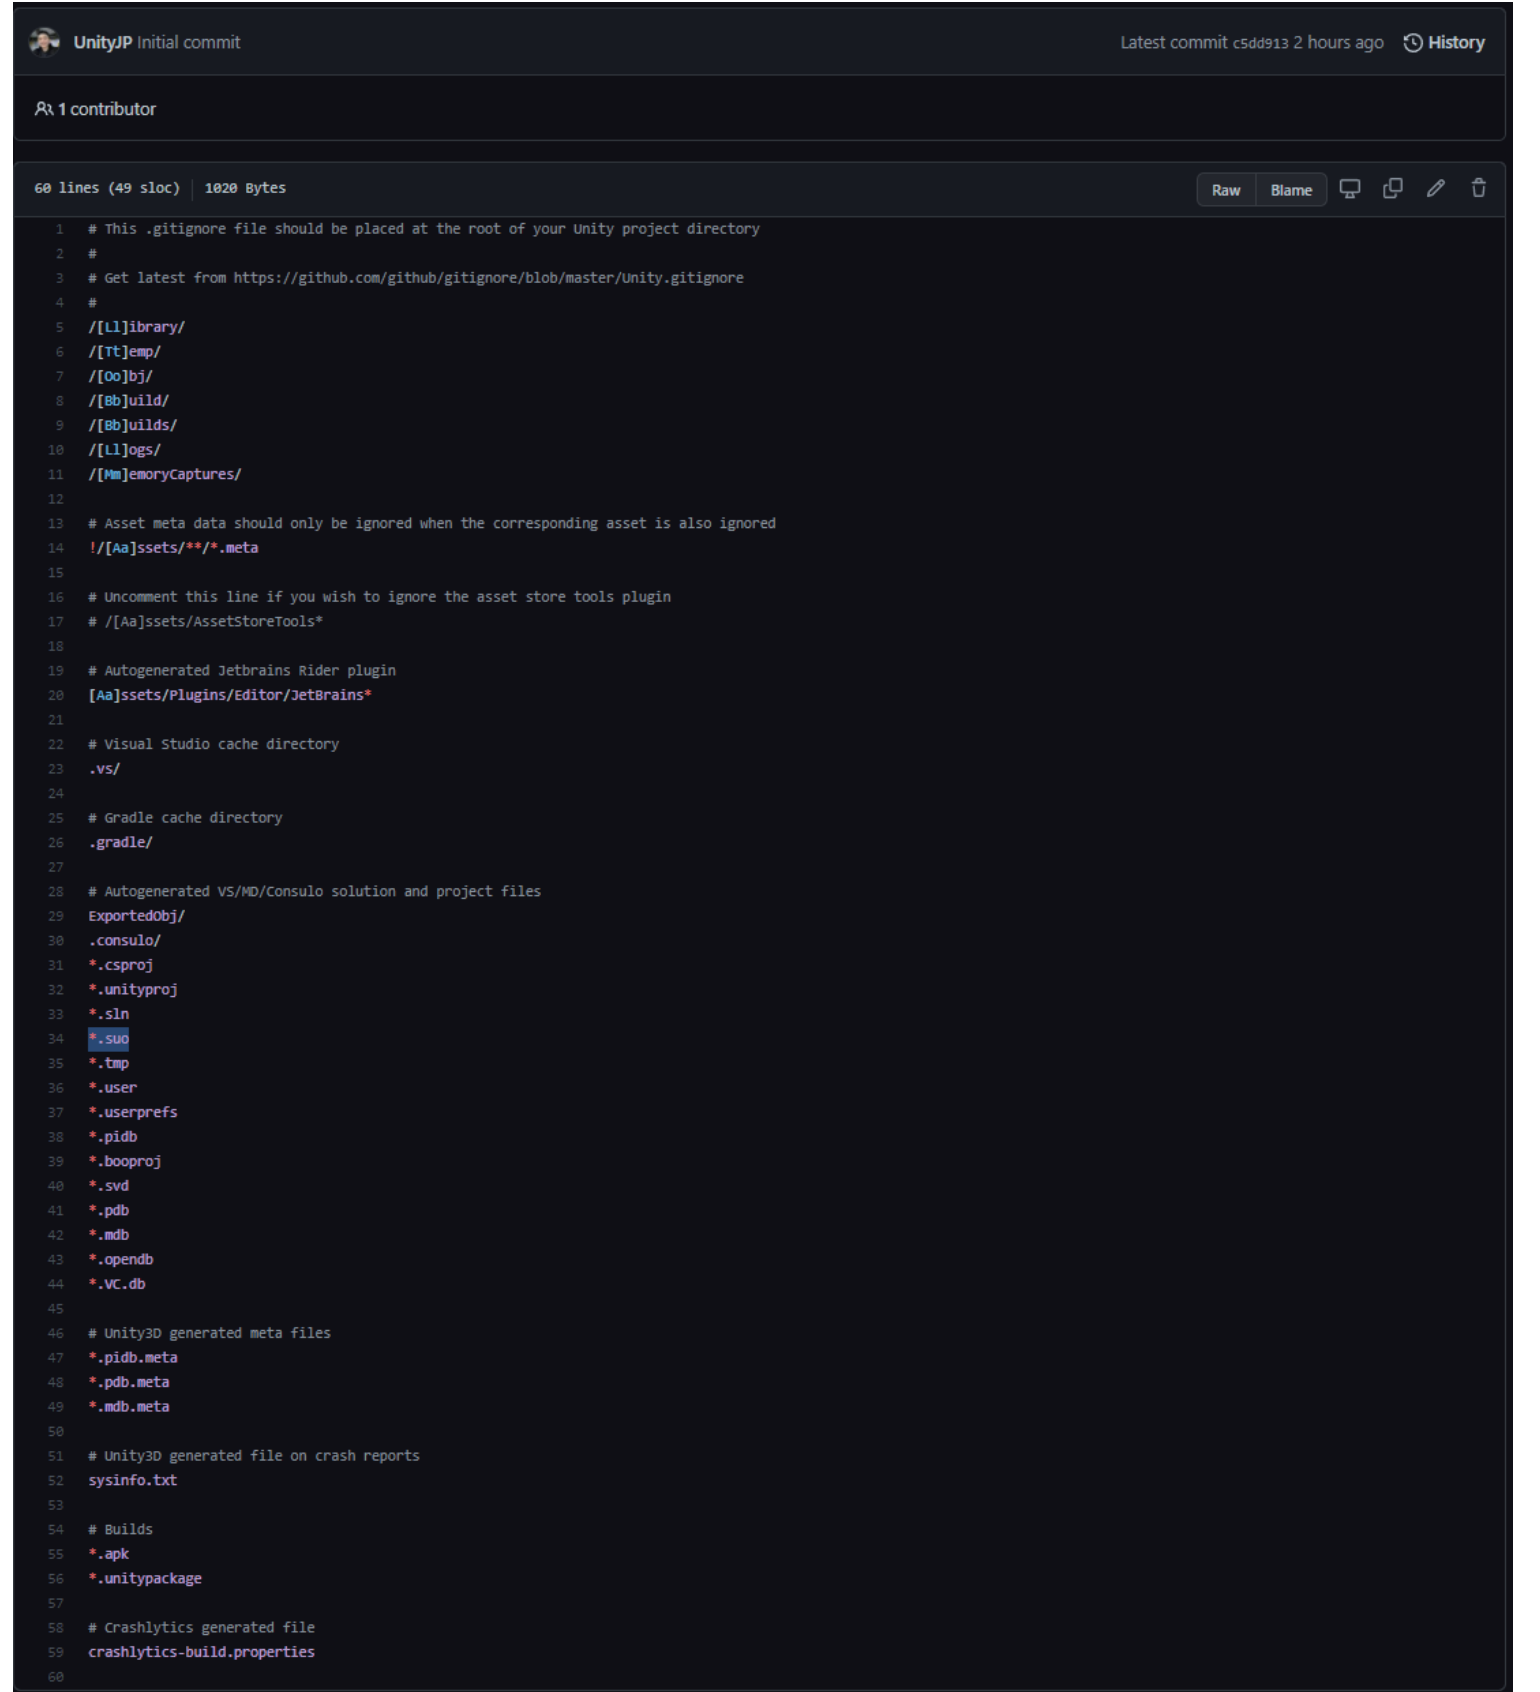 UnityJP Initial commit
Latest commit c5dd913 2 hours ago
History
1 contributor
60 lines (49 sloc)
1020 Bytes
Raw
Blame
1 # This .gitignore file should be placed at the root of your Unity project directory
2 #
3 # Get latest from https://github.com/github/gitignore/blob/master/Unity.gitignore
4 #
5 /[Ll]ibrary/
6 /[Tt]emp/
7 /[Oo]bj/
8 /[Bb]uild/
9 /[Bb]uilds/
10 /[Ll]ogs/
11 /[Mm]emoryCaptures/
12
13 # Asset meta data should only be ignored when the corresponding asset is also ignored
14 !/[Aa]ssets/**/*.meta
15
16 # Uncomment this line if you wish to ignore the asset store tools plugin
17 # /[Aa]ssets/AssetStoreTools*
18
19 # Autogenerated Jetbrains Rider plugin
20 [Aa]ssets/Plugins/Editor/JetBrains*
21
22 # Visual Studio cache directory
23 .vs/
24
25 # Gradle cache directory
26 .gradle/
27
28 # Autogenerated VS/MD/Consulo solution and project files
29 ExportedObj/
30 .consulo/
31 *.csproj
32 *.unityproj
33 *.sln
34 *.suo
35 *.tmp
36 *.user
37 *.userprefs
38 *.pidb
39 *.booproj
40 *.svd
41 *.pdb
42 *.mdb
43 *.opendb
44 *.VC.db
45
46 # Unity3D generated meta files
47 *.pidb.meta
48 *.pdb.meta
49 *.mdb.meta
50
51 # Unity3D generated file on crash reports
52 sysinfo.txt
53
54 # Builds
55 *.apk
56 *.unitypackage
57
58 # Crashlytics generated file
59 crashlytics-build.properties
60